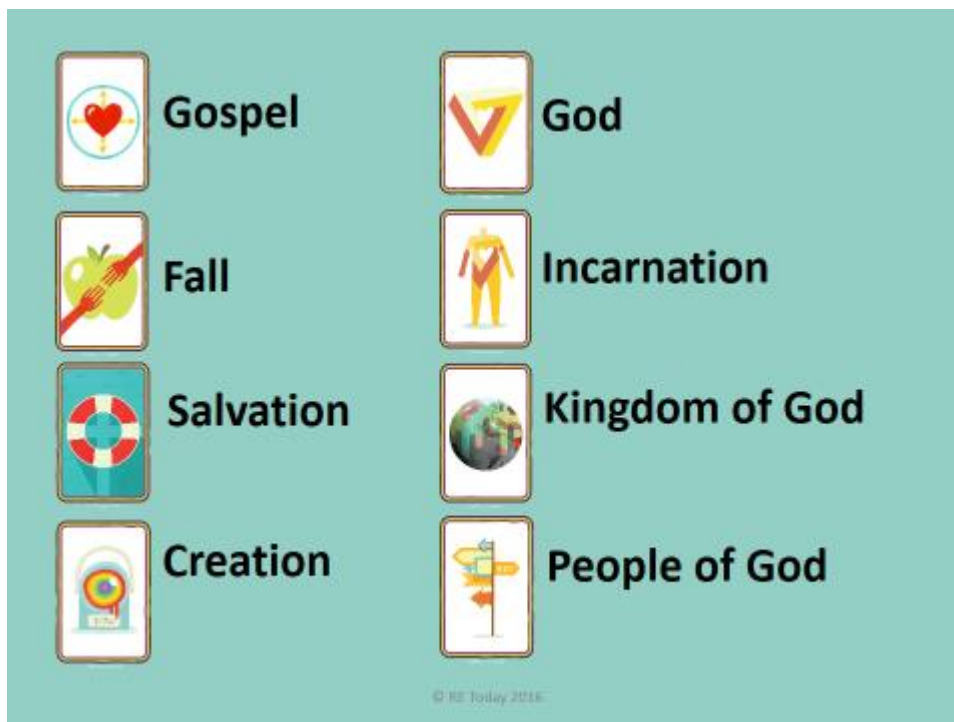 Gospel
God
Fall
Incarnation
Salvation
Kingdom of God
Creation
People of God
© RE Today 2016